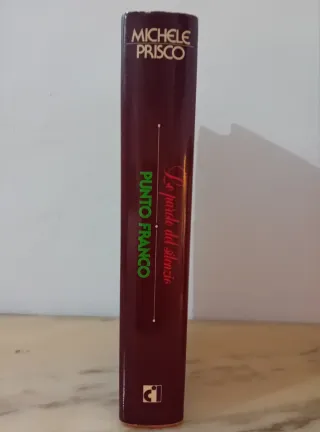 MICHELE
PRISCO
Le parole del silenzio
PUNTO FRANCO